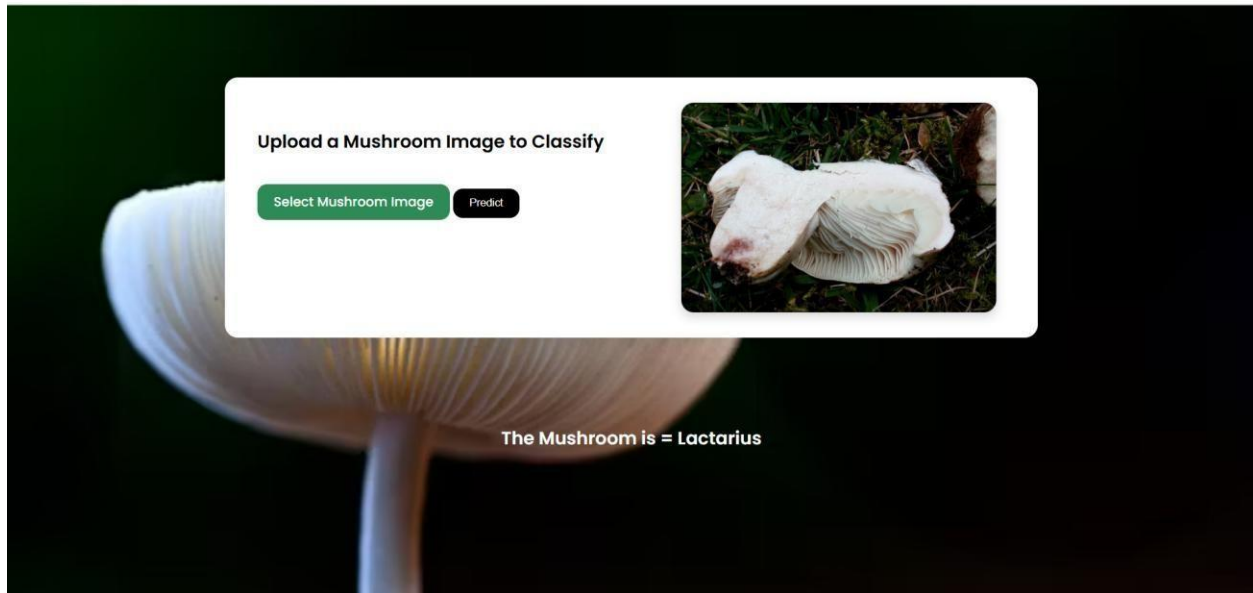 Upload a Mushroom Image to Classify
Select Mushroom Image Predict
The Mushroom is = Lactarius